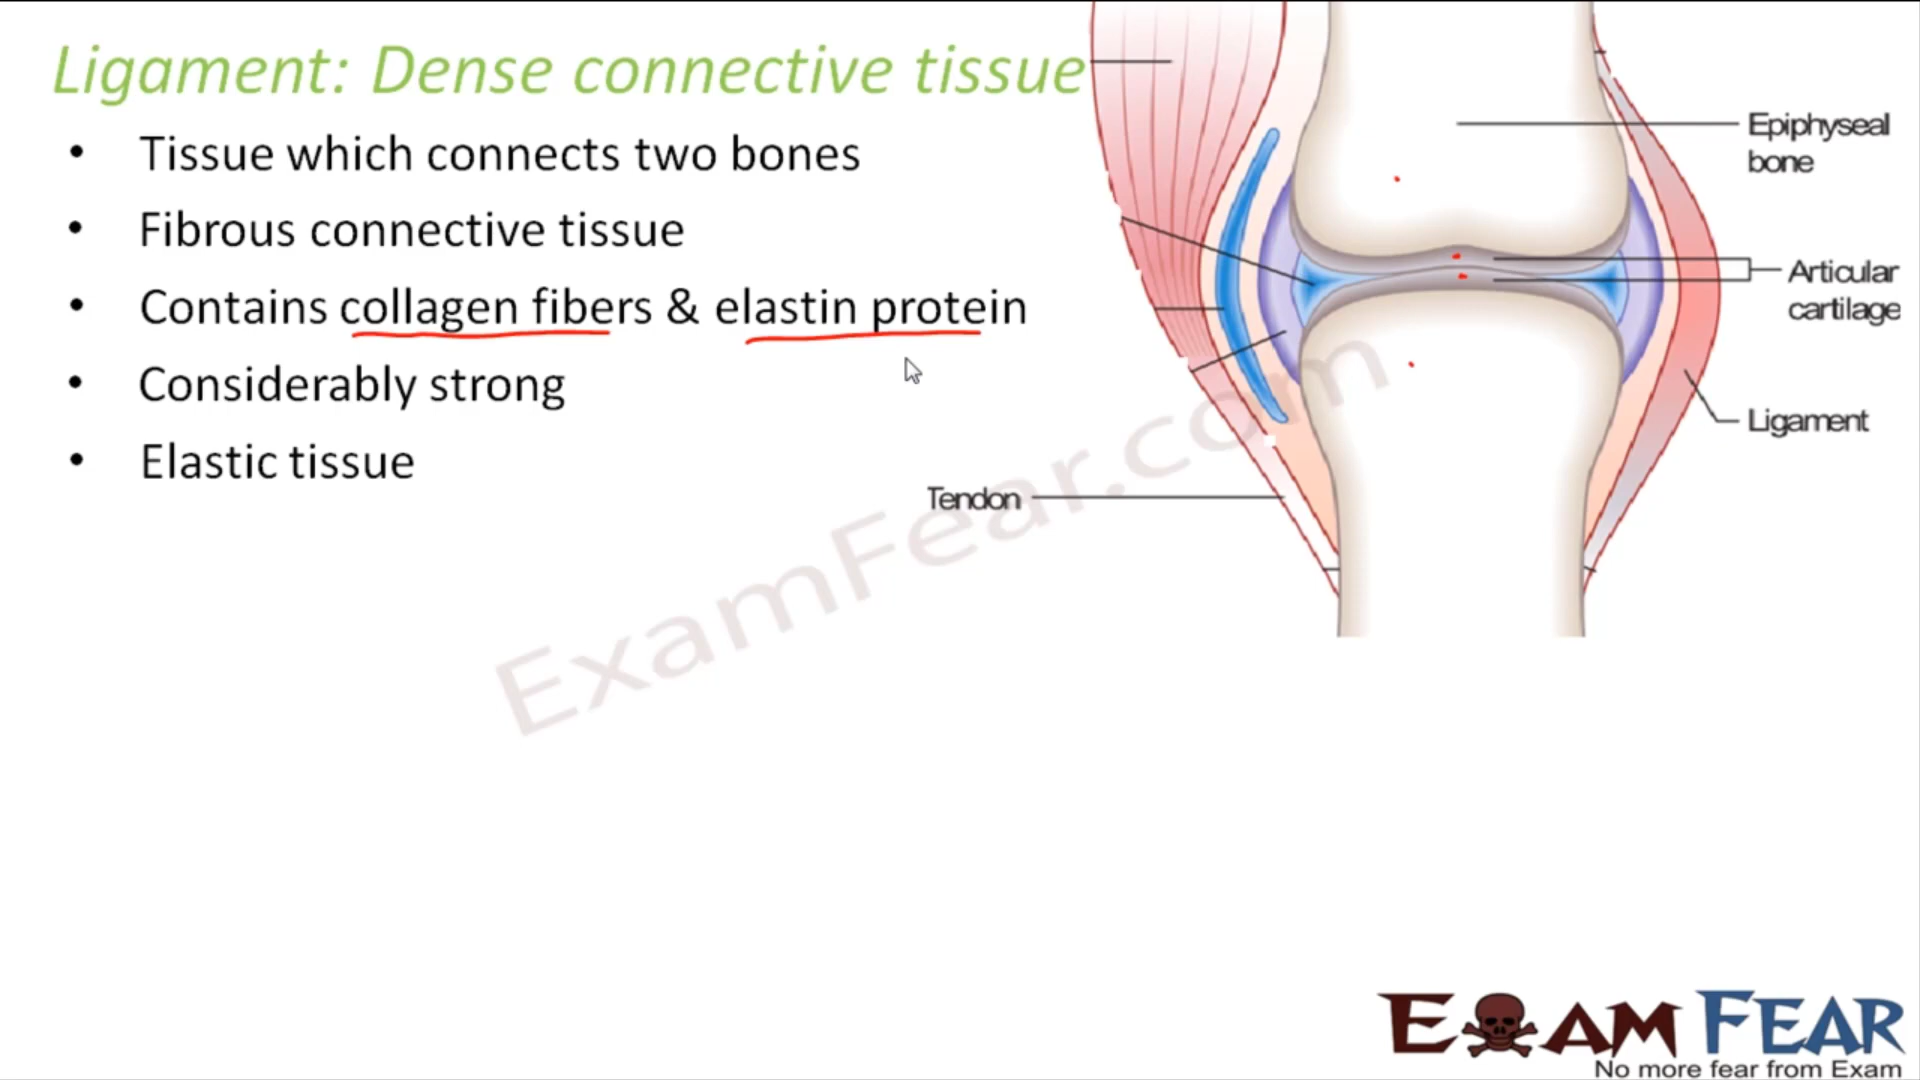 Ligament: Dense connective tissue
• Tissue which connects two bones
• Fibrous connective tissue
• Contains collagen fibers & elastin protein
• Considerably strong
• Elastic tissue
Epiphyseal
bone
Articular
cartilage
Ligament
Tendon
ExamFear.com
EXAM FEAR
No more fear from Exam